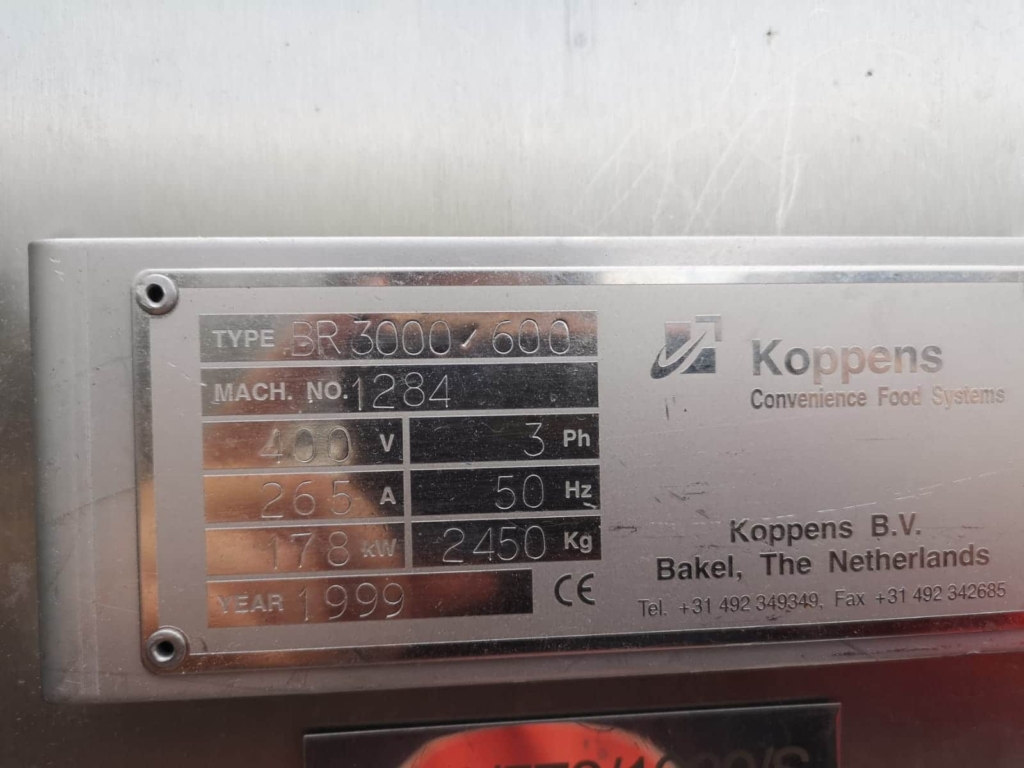 TYPE BR 3000/600
MACH. NO. 1284
400 V 3 Ph
265 A 50 Hz
178 kW 2450 Kg
YEAR 1999 CE
Koppens
Convenience Food Systems
Koppens B.V.
Bakel, The Netherlands
Tel. +31 492 349349, Fax +31 492 342685